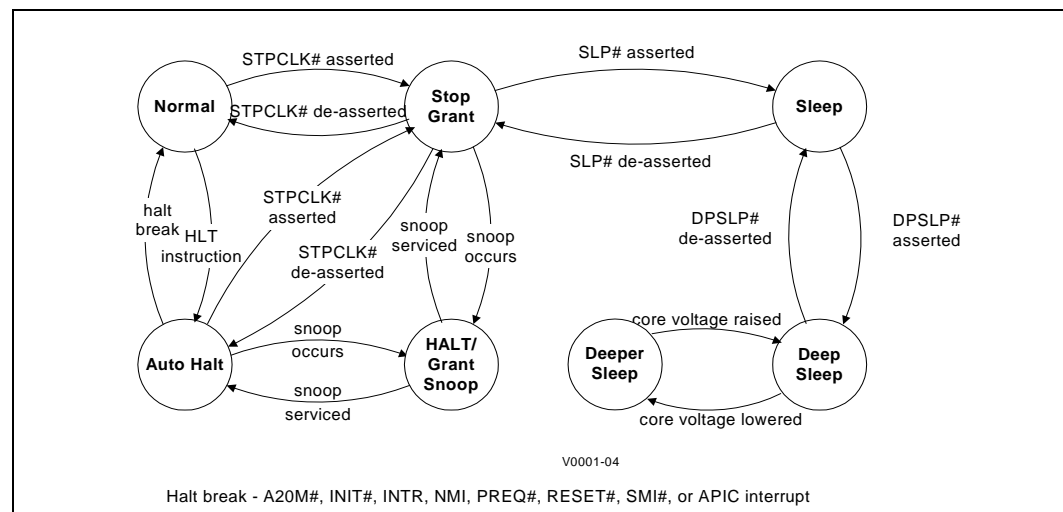 STPCLK# asserted
SLP# asserted
Normal
Stop
Grant
Sleep
STPCLK# de-asserted
SLP# de-asserted
halt
break
HLT
instruction
STPCLK#
asserted
STPCLK#
de-asserted
snoop
serviced
snoop
occurs
DPSLP#
de-asserted
DPSLP#
asserted
Auto Halt
snoop
occurs
snoop
serviced
HALT/
Grant
Snoop
core voltage raised
Deeper
Sleep
Deep
Sleep
core voltage lowered
V0001-04
Halt break - A20M#, INIT#, INTR, NMI, PREQ#, RESET#, SMI#, or APIC interrupt